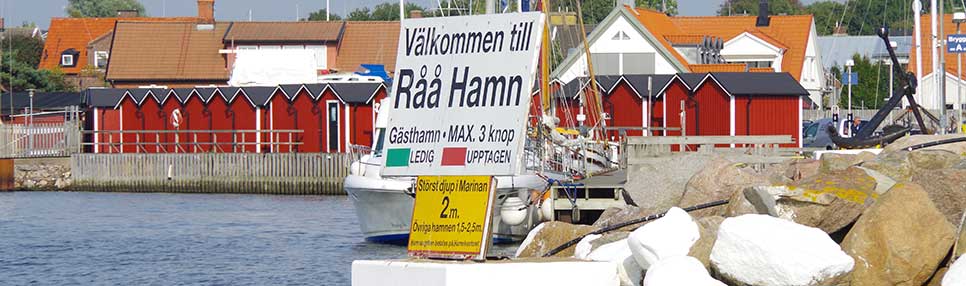 Välkommen till
Råå Hamn
Gästhamn • MAX. 3 knop
LEDIG UPPTAGEN
Störst djup i Marinan
2 m.
Övriga hamnen 1,5-2,5m.